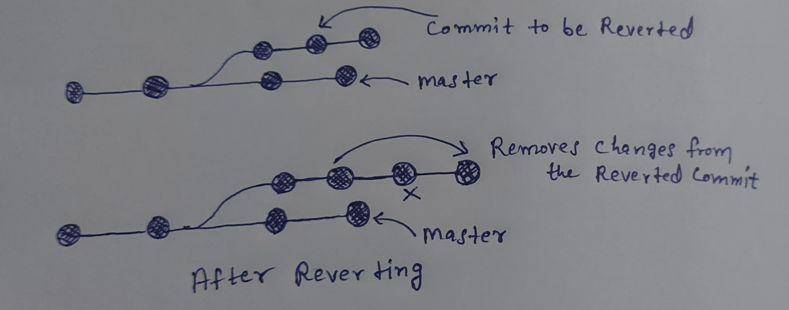 Commit to be Reverted
master
Removes changes from
the Reverted Commit
x
master
After Reverting